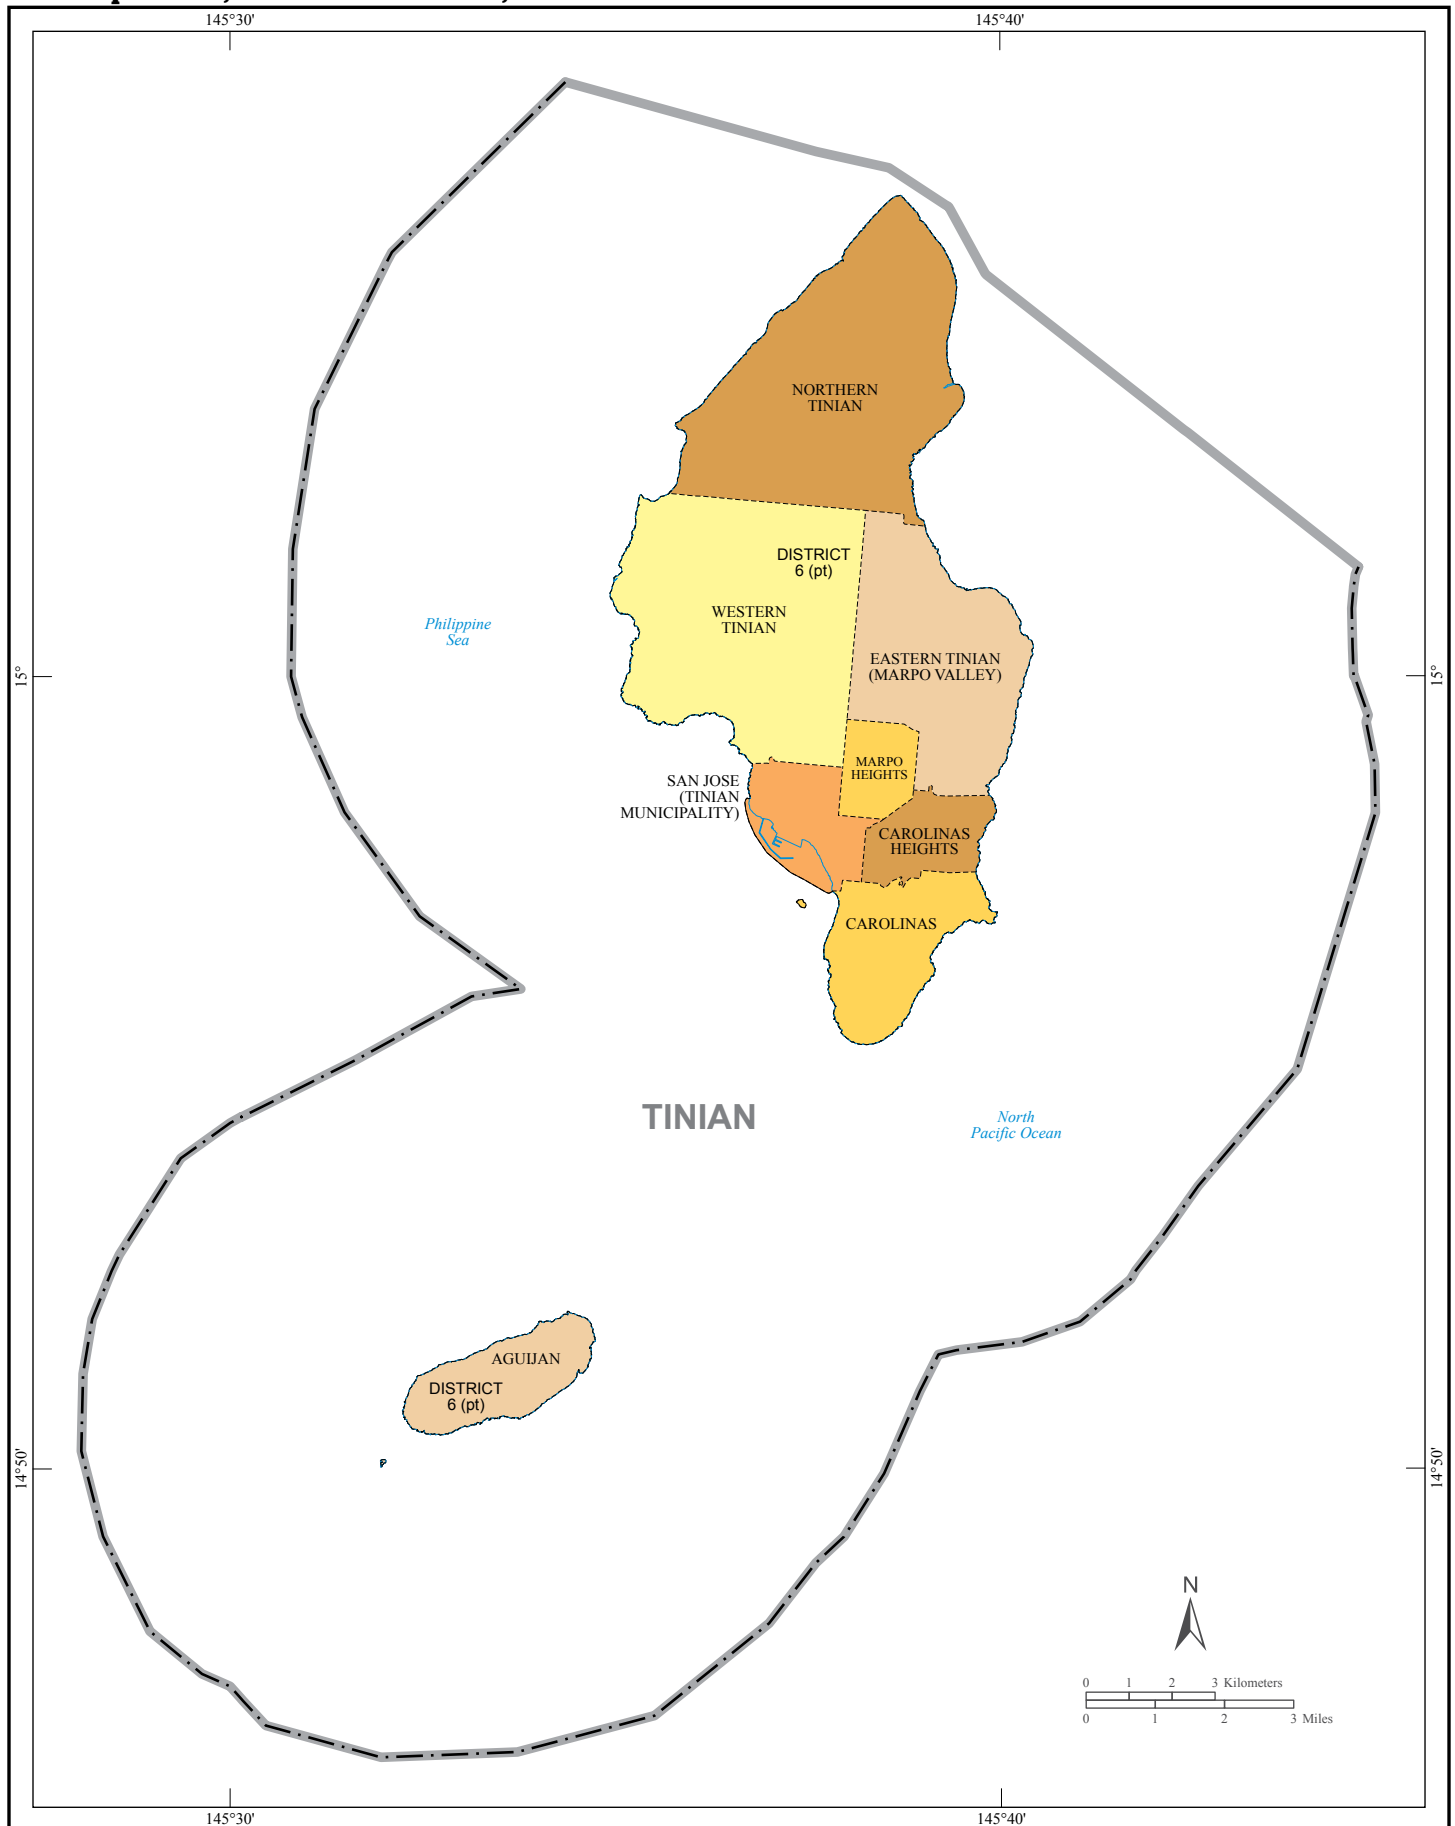 145°30'
145°40'
NORTHERN
TINIAN
DISTRICT
6 (pt)
WESTERN
TINIAN
Philippine
Sea
EASTERN TINIAN
(MARPO VALLEY)
15°
15°
MARPO
HEIGHTS
SAN JOSE
(TINIAN
MUNICIPALITY)
CAROLINAS
HEIGHTS
CAROLINAS
TINIAN
North
Pacific Ocean
AGUIJAN
DISTRICT
6 (pt)
14°50'
14°50'
N
0 1 2 3 Kilometers
0 1 2 3 Miles
145°30'
145°40'